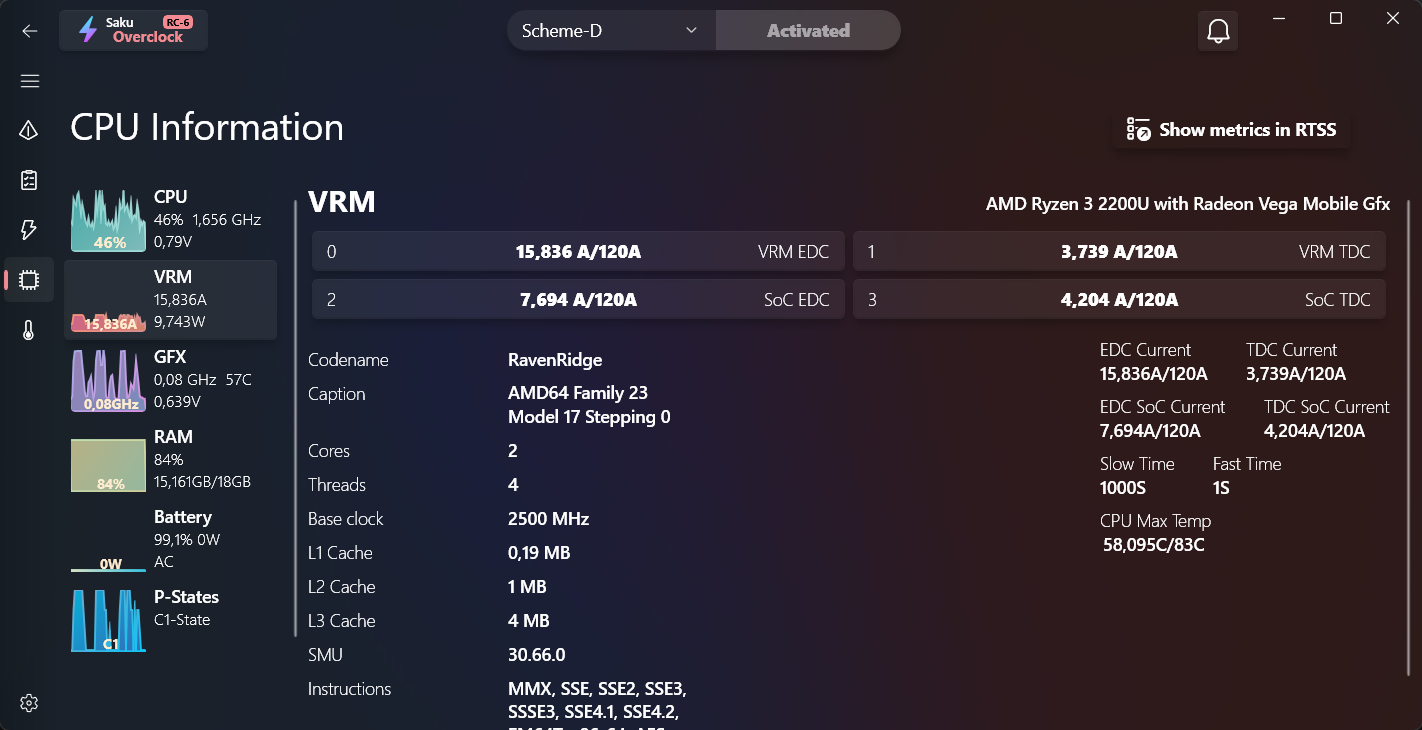 Saku
RC-6
Overclock
Scheme-D
Activated
CPU Information
Show metrics in RTSS
CPU
46% 1,656 GHz
0,79V
46%
VRM
15,836A
9,743W
15,836A
GFX
0,08 GHz 57C
0,639V
0,08GHz
RAM
84%
15,161GB/18GB
84%
Battery
99,1% 0W
AC
0W
P-States
C1-State
C1
VRM
AMD Ryzen 3 2200U with Radeon Vega Mobile Gfx
0 15,836 A/120A VRM EDC
1 3,739 A/120A VRM TDC
2 7,694 A/120A SoC EDC
3 4,204 A/120A SoC TDC
Codename RavenRidge
Caption AMD64 Family 23
Model 17 Stepping 0
Cores 2
Threads 4
Base clock 2500 MHz
L1 Cache 0,19 MB
L2 Cache 1 MB
L3 Cache 4 MB
SMU 30.66.0
Instructions MMX, SSE, SSE2, SSE3,
SSSE3, SSE4.1, SSE4.2,
EDC Current TDC Current
15,836A/120A 3,739A/120A
EDC SoC Current TDC SoC Current
7,694A/120A 4,204A/120A
Slow Time Fast Time
1000S 1S
CPU Max Temp
58,095C/83C